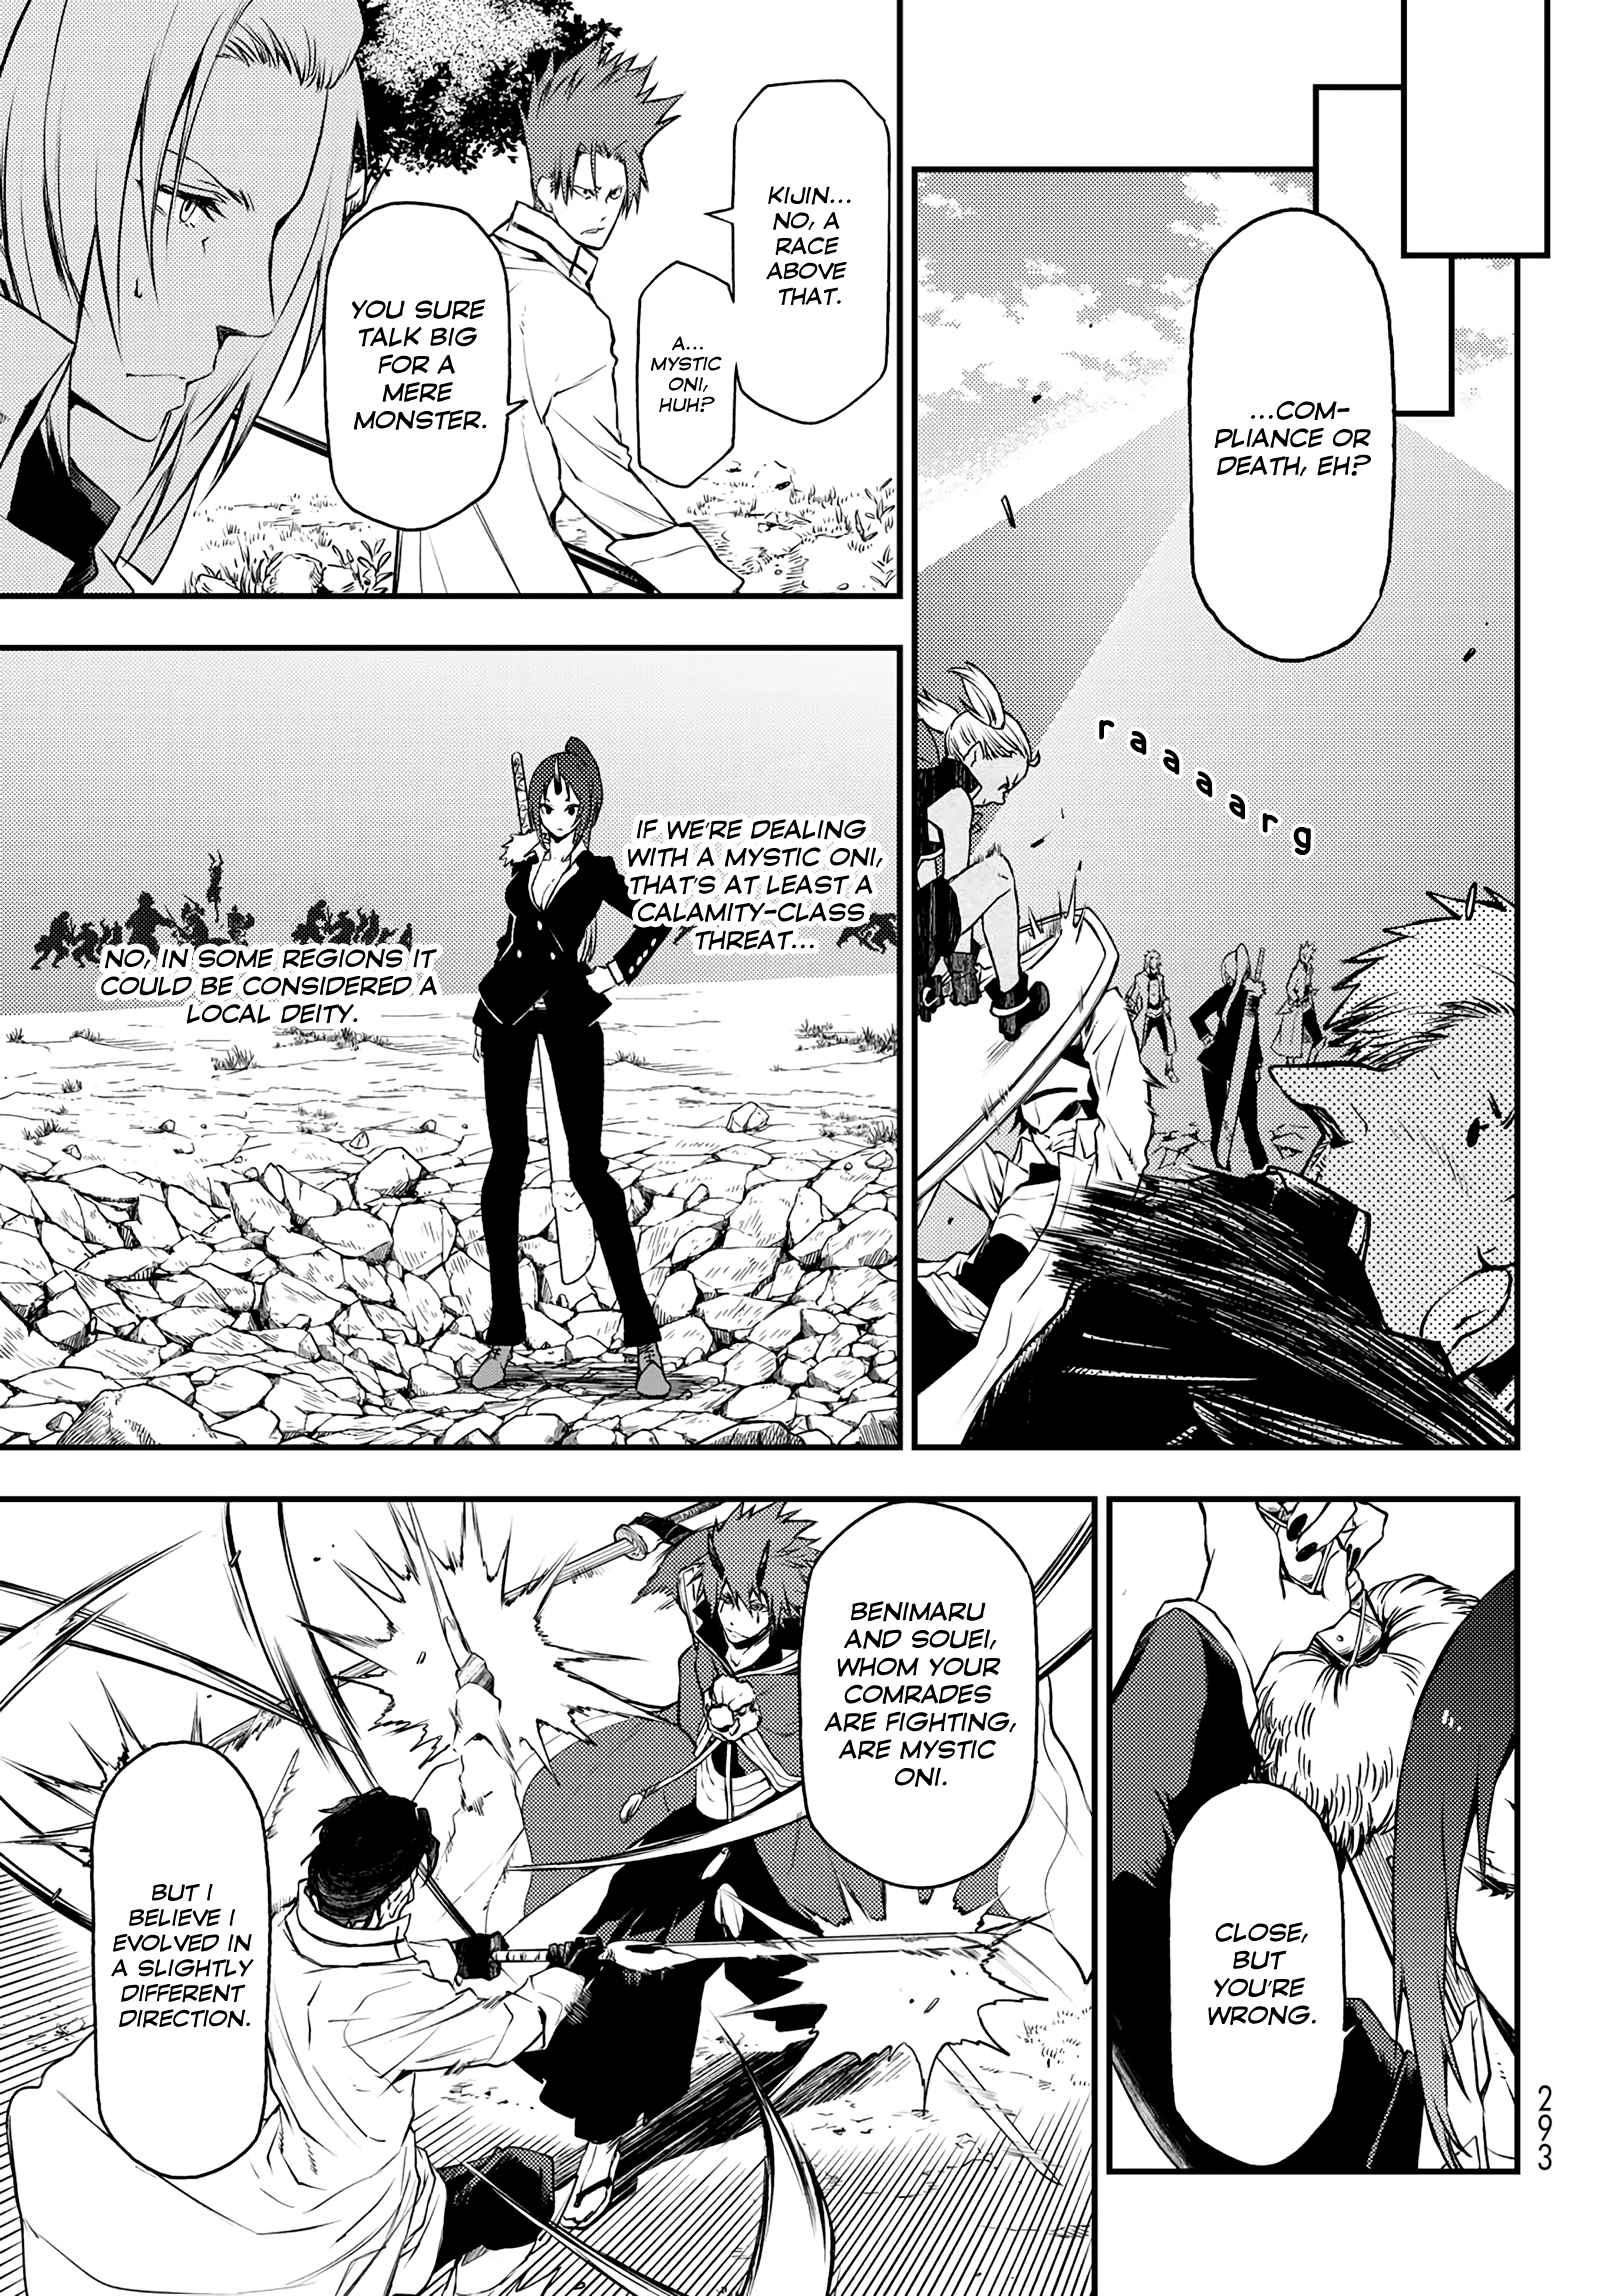 ...COM-
PLIANCE OR
DEATH, EH?
raaaarg
KIJIN...
NO, A
RACE
ABOVE
THAT.
A...
MYSTIC
ONI,
HUH?
YOU SURE
TALK BIG
FOR A
MERE
MONSTER.
IF WE'RE DEALING
WITH A MYSTIC ONI,
THAT'S AT LEAST A
CALAMITY-CLASS
THREAT...
NO, IN SOME REGIONS IT
COULD BE CONSIDERED A
LOCAL DEITY.
CLOSE,
BUT
YOU'RE
WRONG.
BENIMARU
AND SOUEI,
WHOM YOUR
COMRADES
ARE FIGHTING,
ARE MYSTIC
ONI.
BUT I
BELIEVE I
EVOLVED IN
A SLIGHTLY
DIFFERENT
DIRECTION.
293